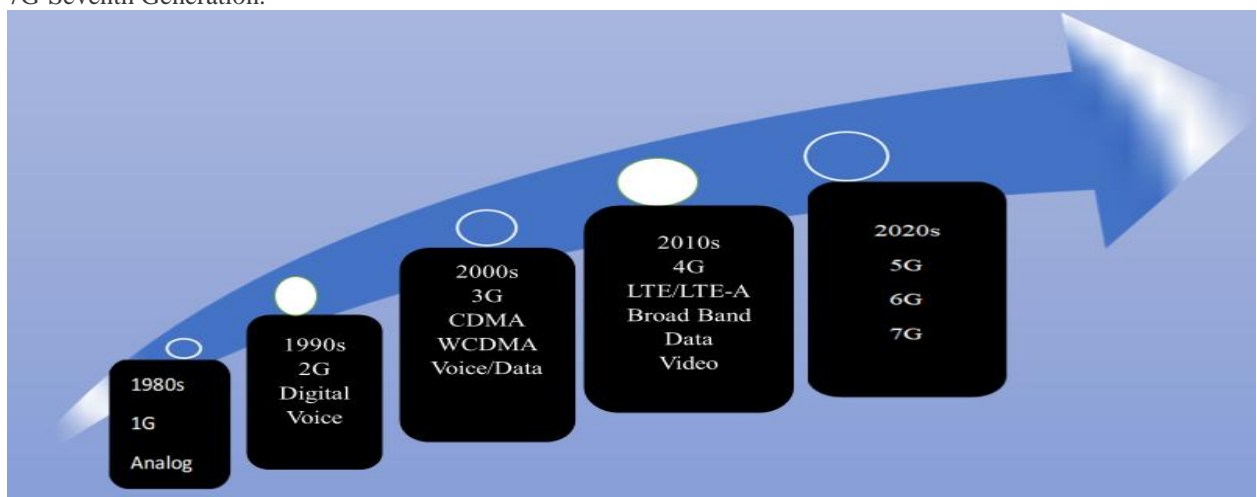 7G-Seventh Generation.
1980s
1G
Analog
1990s
2G
Digital
Voice
2000s
3G
CDMA
WCDMA
Voice/Data
2010s
4G
LTE/LTE-A
Broad Band
Data
Video
2020s
5G
6G
7G